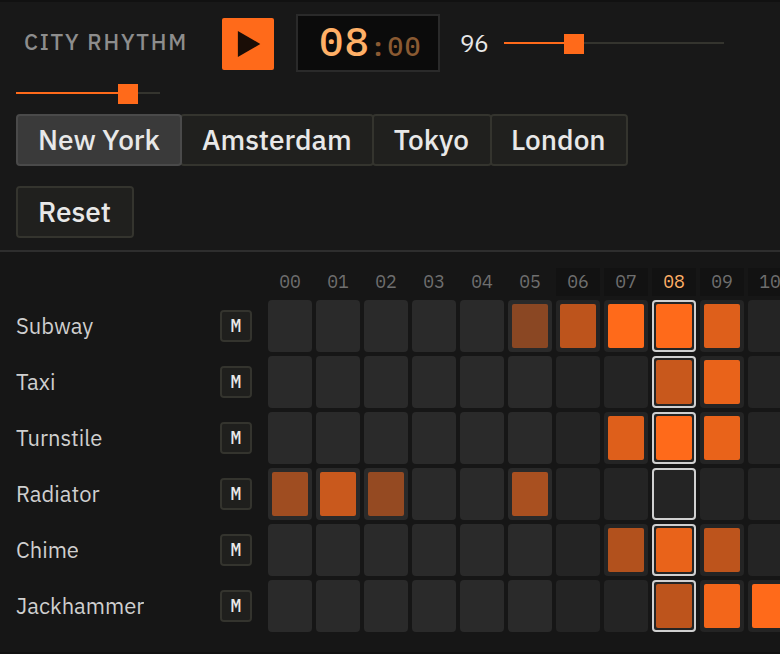 CITY RHYTHM 08:00 96
New York Amsterdam Tokyo London
Reset
00 01 02 03 04 05 06 07 08 09 10
Subway M
Taxi M
Turnstile M
Radiator M
Chime M
Jackhammer M